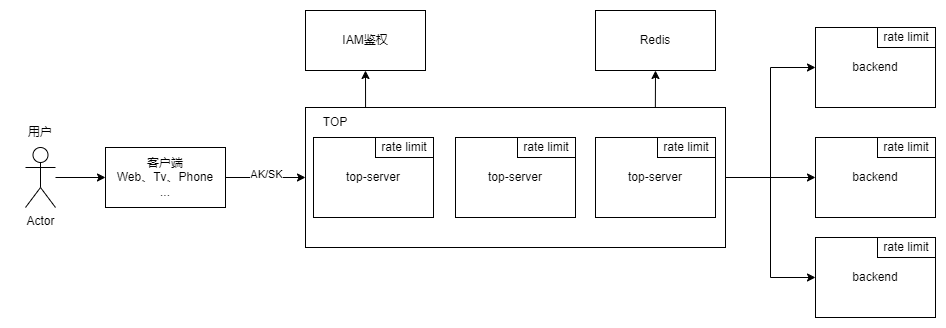 用户
Actor
客户端
Web、Tv、Phone
...
AK/SK
IAM鉴权
Redis
TOP
rate limit
top-server
rate limit
top-server
rate limit
top-server
rate limit
backend
rate limit
backend
rate limit
backend